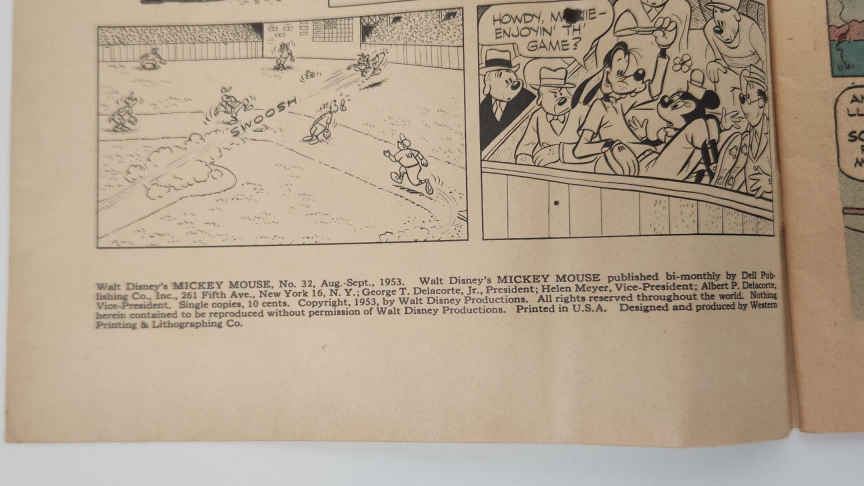 HOWDY,
ENJOYIN' TH'
GAME?
SWOOSH
Walt Disney's MICKEY MOUSE, No. 32, Aug.-Sept., 1953. Walt Disney's MICKEY MOUSE published bi-monthly by Dell Pub-
lishing Co., Inc., 261 Fifth Ave., New York 16, N. Y.; George T. Delacorte, Jr., President; Helen Meyer, Vice-President; Albert P. Delacorte,
Vice-President. Single copies, 10 cents. Copyright, 1953, by Walt Disney Productions. All rights reserved throughout the world. Nothing
herein contained to be reproduced without permission of Walt Disney Productions. Printed in U.S.A. Designed and produced by Western
Printing & Lithographing Co.